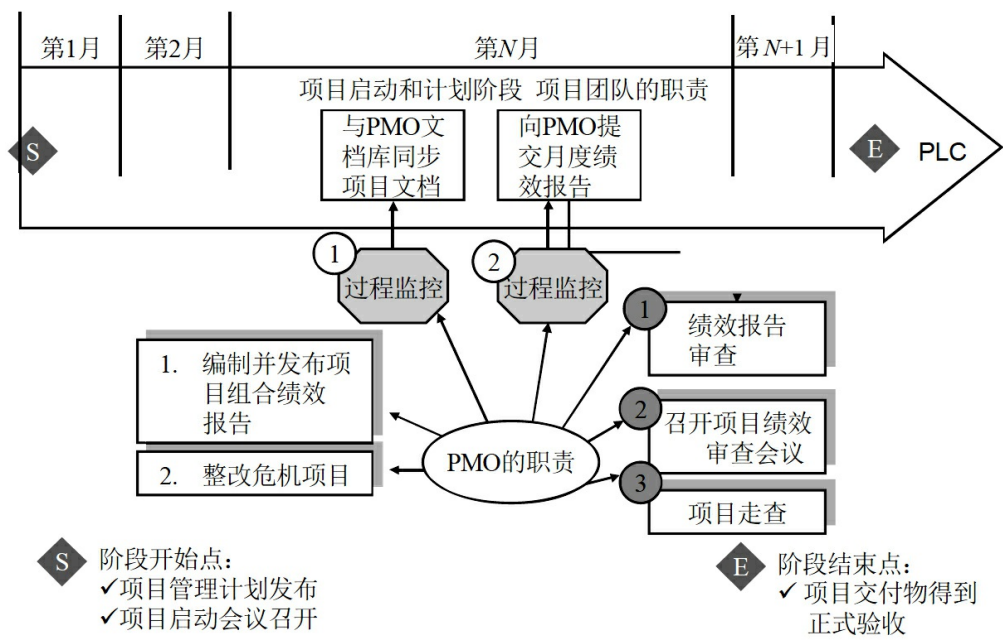 第1月
第2月
第N月
第N+1月
项目启动和计划阶段 项目团队的职责
与PMO文
档库同步
项目文档
向PMO提
交月度绩
效报告
S
E
PLC
1
过程监控
2
过程监控
1
绩效报告
审查
1. 编制并发布项
目组合绩效
报告
2
召开项目绩效
审查会议
PMO的职责
2. 整改危机项目
3
项目走查
S
阶段开始点：
✓项目管理计划发布
✓项目启动会议召开
E
阶段结束点：
✓项目交付物得到
正式验收